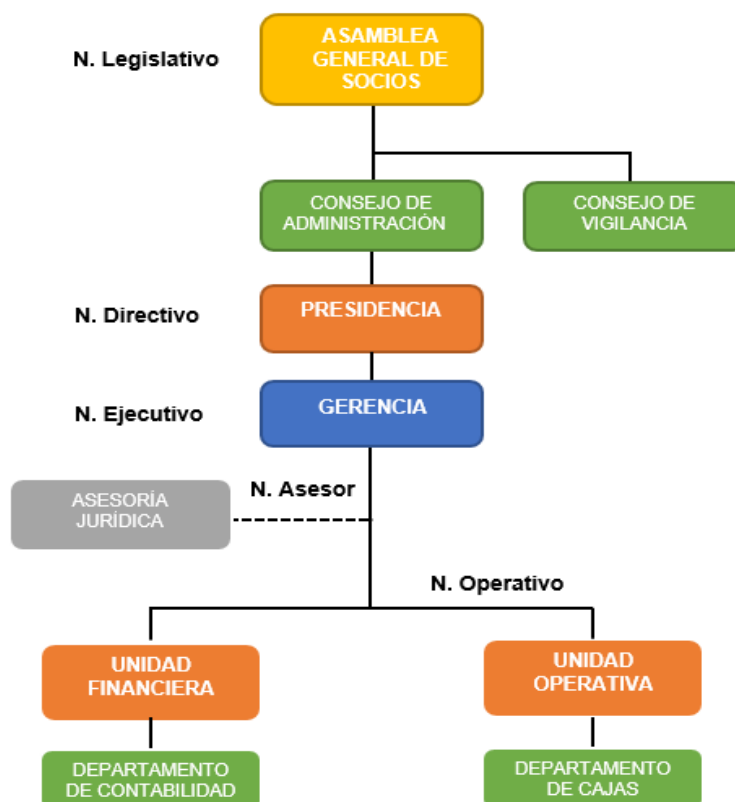 ASAMBLEA
GENERAL DE
SOCIOS
N. Legislativo
CONSEJO DE
ADMINISTRACIÓN
CONSEJO DE
VIGILANCIA
N. Directivo
PRESIDENCIA
N. Ejecutivo
GERENCIA
N. Asesor
ASESORÍA
JURÍDICA
N. Operativo
UNIDAD
FINANCIERA
UNIDAD
OPERATIVA
DEPARTAMENTO
DE CONTABILIDAD
DEPARTAMENTO
DE CAJAS